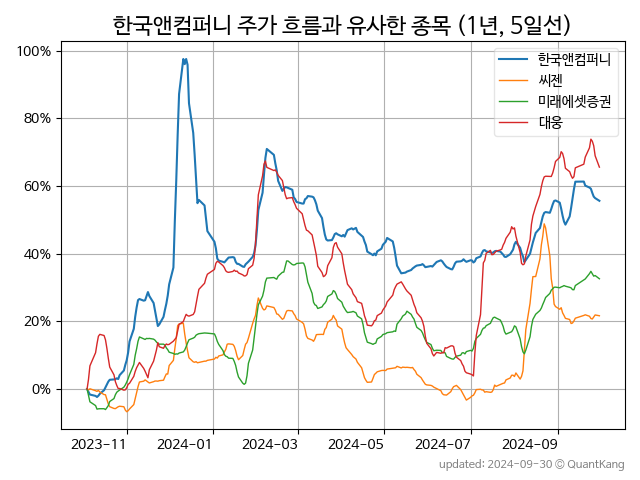 한국앤컴퍼니 주가 흐름과 유사한 종목 (1년, 5일선)
100%
80%
60%
40%
20%
0%
한국앤컴퍼니
씨젠
미래에셋증권
대웅
2023-11
2024-01
2024-03
2024-05
2024-07
2024-09
updated: 2024-09-30 © QuantKang